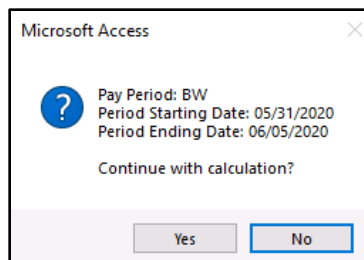 Microsoft Access
?
Pay Period: BW
Period Starting Date: 05/31/2020
Period Ending Date: 06/05/2020
Continue with calculation?
Yes
No